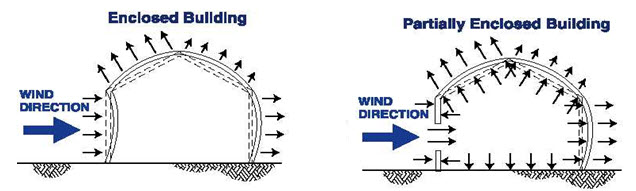 Enclosed Building
Partially Enclosed Building
WIND
DIRECTION
WIND
DIRECTION